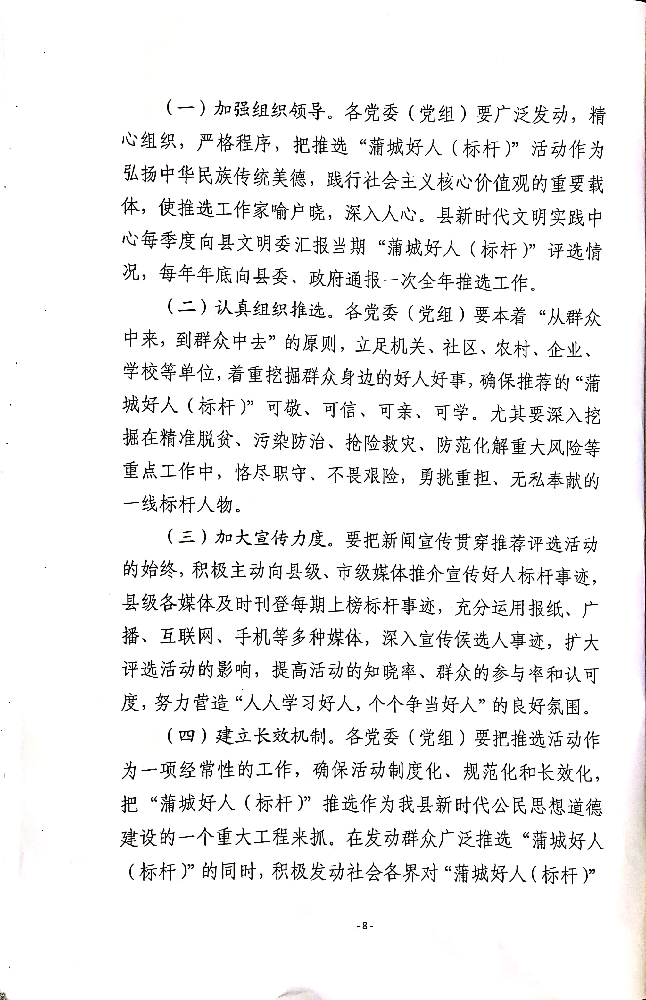 （一）加强组织领导。各党委（党组）要广泛发动，精
心组织，严格程序，把推选“蒲城好人（标杆）”活动作为
弘扬中华民族传统美德，践行社会主义核心价值观的重要载
体，使推选工作家喻户晓，深入人心。县新时代文明实践中
心每季度向县文明委汇报当期“蒲城好人（标杆）”评选情
况，每年年底向县委、政府通报一次全年推选工作。
（二）认真组织推选。各党委（党组）要本着“从群众
中来，到群众中去”的原则，立足机关、社区、农村、企业、
学校等单位，着重挖掘群众身边的好人好事，确保推荐的“蒲
城好人（标杆）”可敬、可信、可亲、可学。尤其要深入挖
掘在精准脱贫、污染防治、抢险救灾、防范化解重大风险等
重点工作中，恪尽职守、不畏艰险，勇挑重担、无私奉献的
一线标杆人物。
（三）加大宣传力度。要把新闻宣传贯穿推荐评选活动
的始终，积极主动向县级、市级媒体推介宣传好人标杆事迹，
县级各媒体及时刊登每期上榜标杆事迹，充分运用报纸、广
播、互联网、手机等多种媒体，深入宣传候选人事迹，扩大
评选活动的影响，提高活动的知晓率、群众的参与率和认可
度，努力营造“人人学习好人，个个争当好人”的良好氛围。
（四）建立长效机制。各党委（党组）要把推选活动作
为一项经常性的工作，确保活动制度化、规范化和长效化，
把“蒲城好人（标杆）”推选作为我县新时代公民思想道德
建设的一个重大工程来抓。在发动群众广泛推选“蒲城好人
（标杆）”的同时，积极发动社会各界对“蒲城好人（标杆）”
-8-